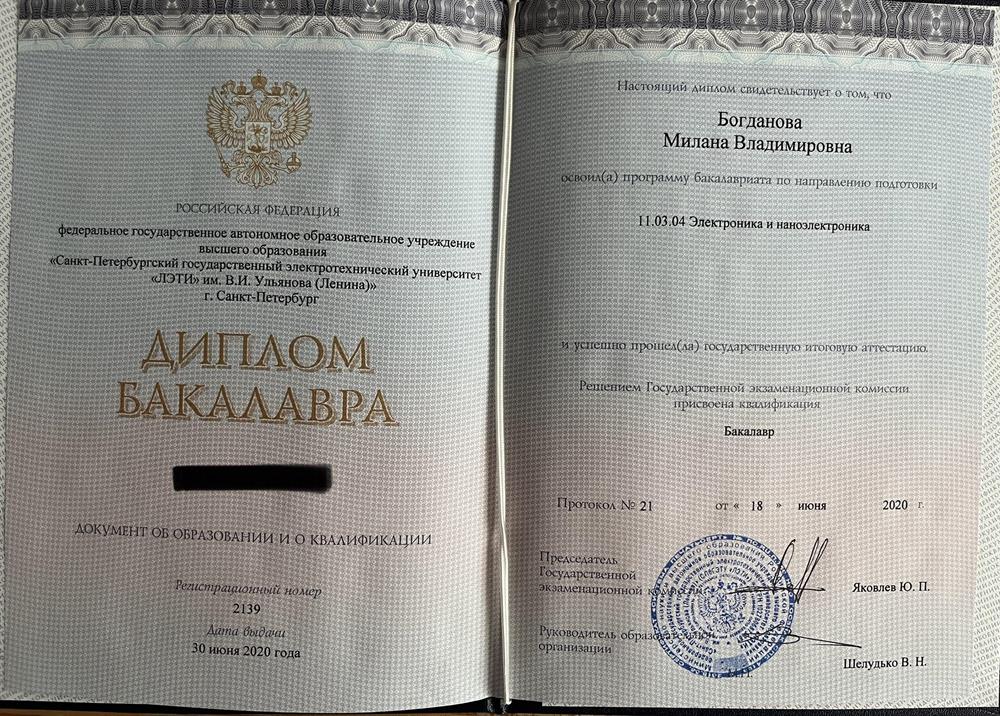 РОССИЙСКАЯ ФЕДЕРАЦИЯ
федеральное государственное автономное образовательное учреждение
высшего образования
«Санкт-Петербургский государственный электротехнический университет
«ЛЭТИ» им. В.И. Ульянова (Ленина)»
г. Санкт-Петербург
ДИПЛОМ
БАКАЛАВРА
ДОКУМЕНТ ОБ ОБРАЗОВАНИИ И О КВАЛИФИКАЦИИ
Регистрационный номер
2139
Дата выдачи
30 июня 2020 года
Настоящий диплом свидетельствует о том, что
Богданова
Милана Владимировна
освоил(а) программу бакалавриата по направлению подготовки
11.03.04 Электроника и наноэлектроника
и успешно прошел(ла) государственную итоговую аттестацию.
Решением Государственной экзаменационной комиссии
присвоена квалификация
Бакалавр
Протокол № 21 от « 18 » июня 2020 г.
Председатель
Государственной
экзаменационной комиссии
Яковлев Ю. П.
Руководитель образовательной
организации
Шелудько В. Н.
М.П.